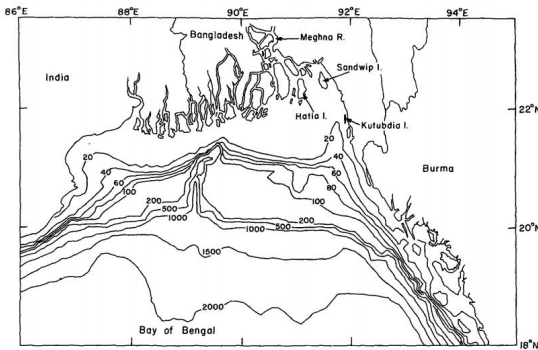 86°E
88°E
90°E
92°E
94°E
Bangladesh
Meghna R.
Sandwip I.
India
22°N
Hatia I.
Kutubdia I.
20
20
40
40
60
60
80
Burma
100
100
200
500
200
1000
1000
500
20°N
1500
2000
Bay of Bengal
18°N